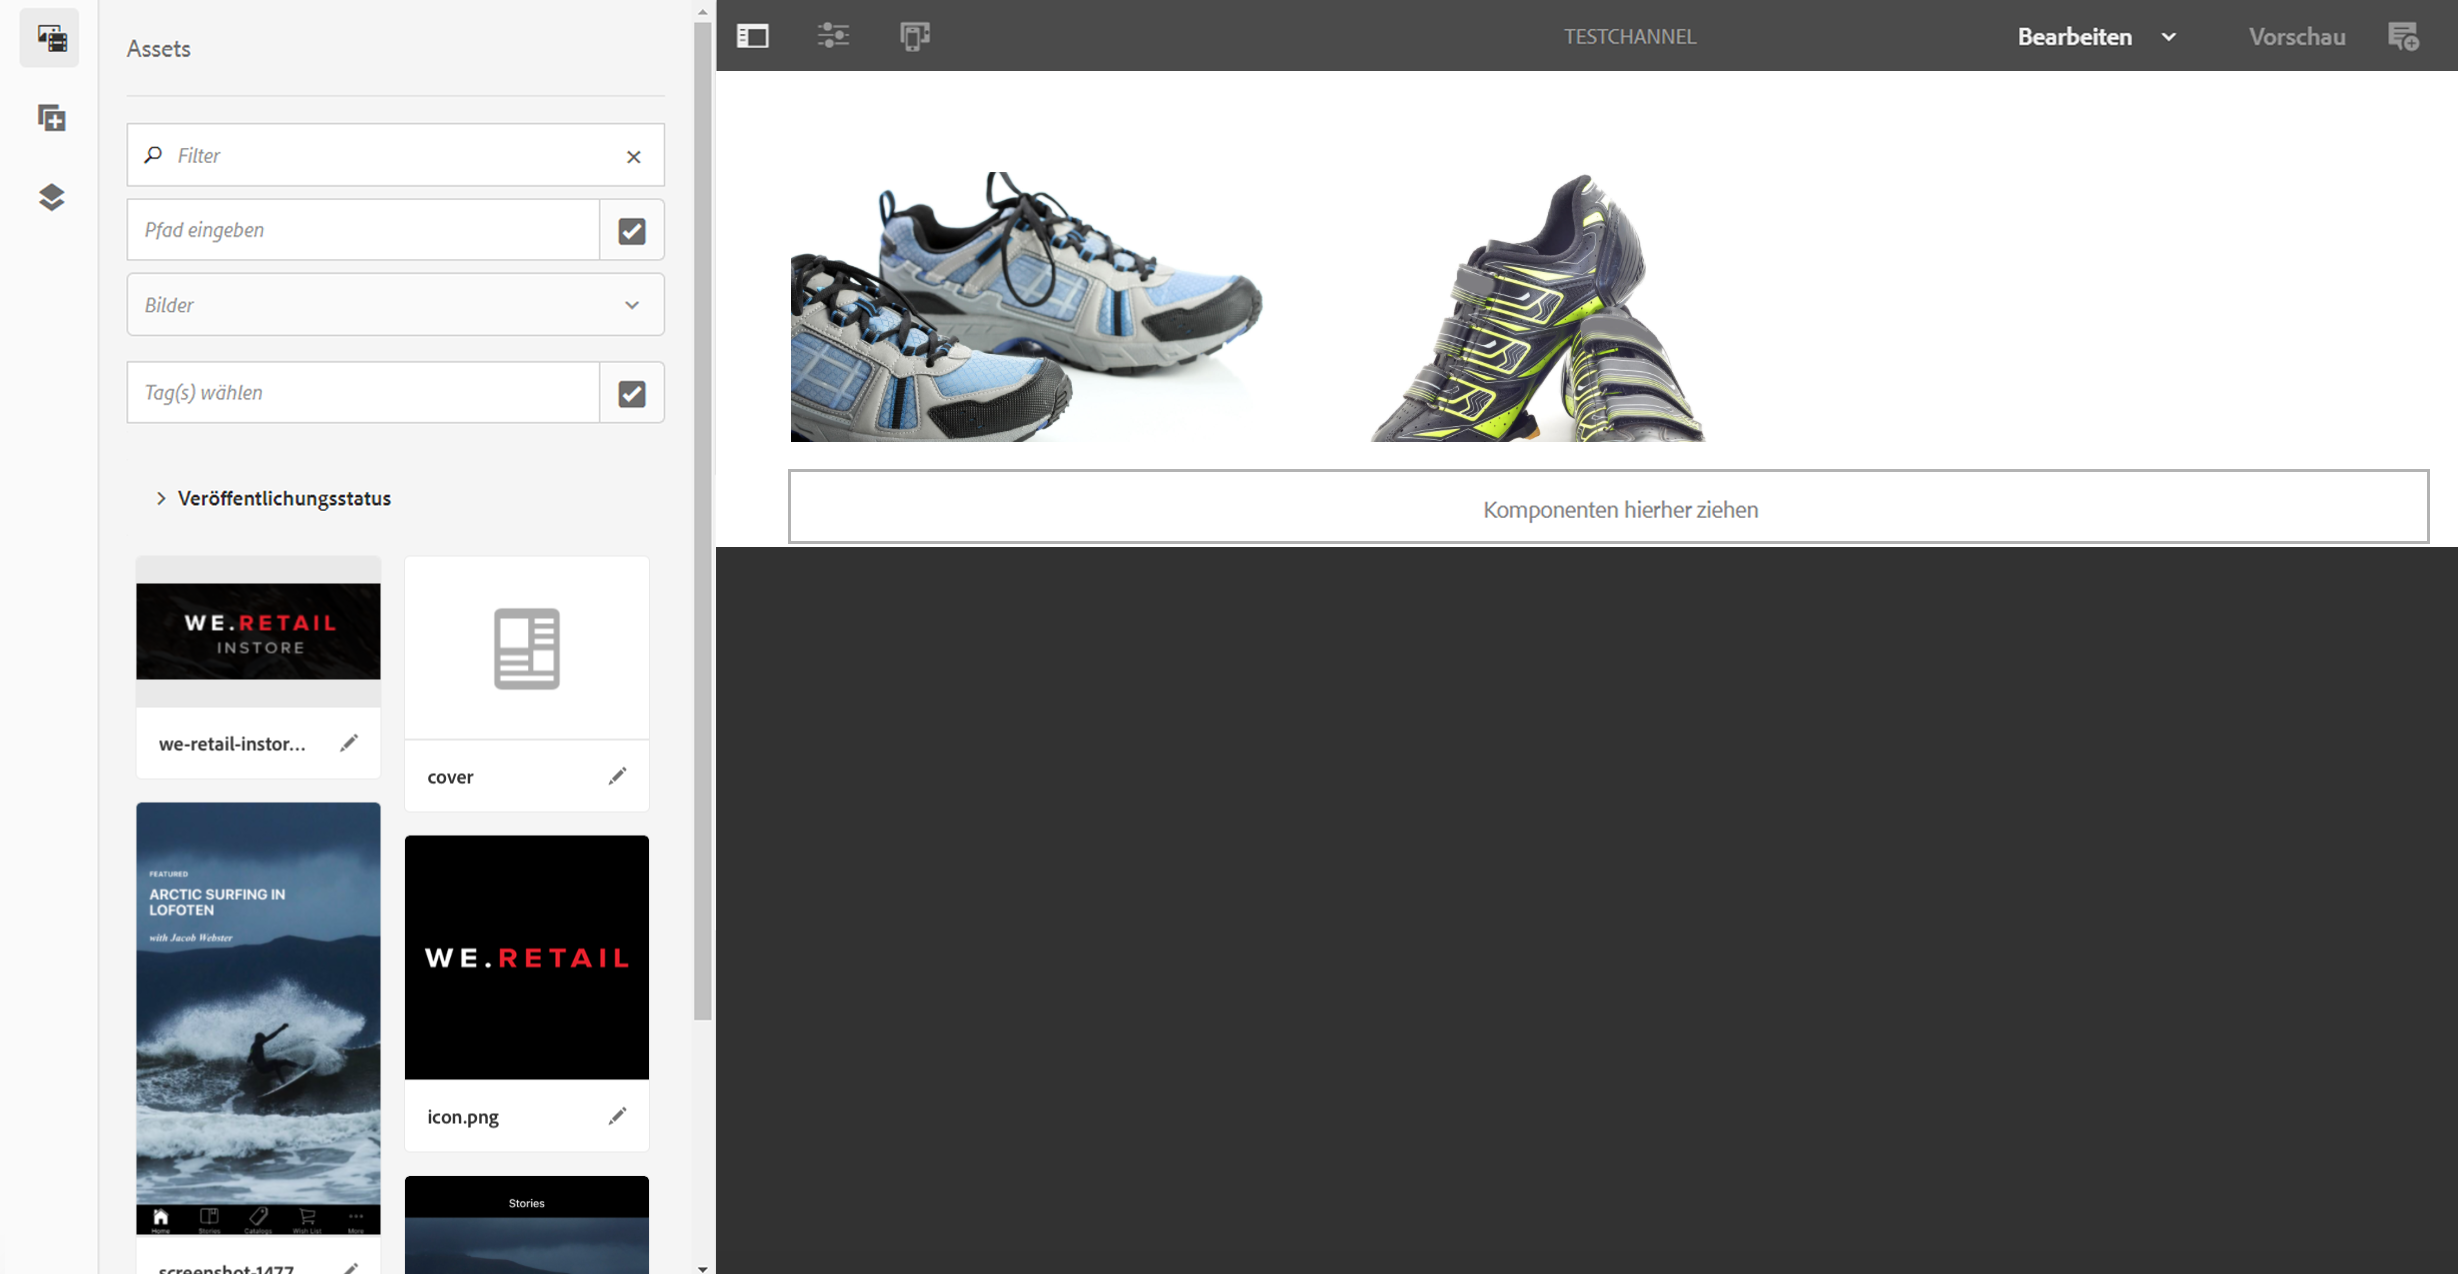 Assets
Filter
Pfad eingeben
Bilder
Tag(s) wählen
Veröffentlichungsstatus
WE.RETAIL
INSTORE
we-retail-instor...
cover
FEATURED
ARCTIC SURFING IN
LOFOTEN
with Jacob Webster
Home Stories Catalogs Wish List More
WE.RETAIL
icon.png
Stories
screenshot-1477
TESTCHANNEL
Bearbeiten
Vorschau
Komponenten hierher ziehen